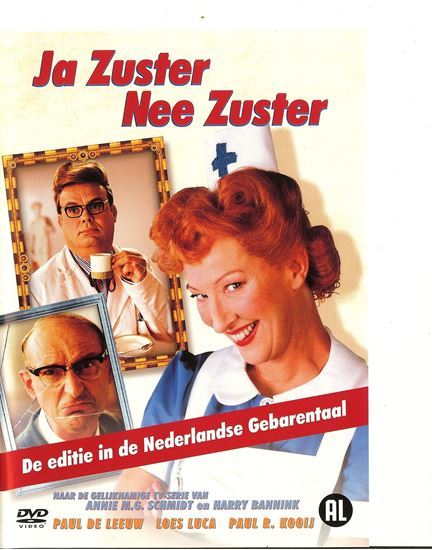 Ja Zuster
Nee Zuster
De editie in de Nederlandse Gebarentaal
NAAR DE GELIJKNAMIGE TV-SERIE VAN
ANNIE M.G. SCHMIDT en HARRY BANNINK
PAUL DE LEEUW LOES LUCA PAUL R. KOOIJ
DVD
VIDEO
AL